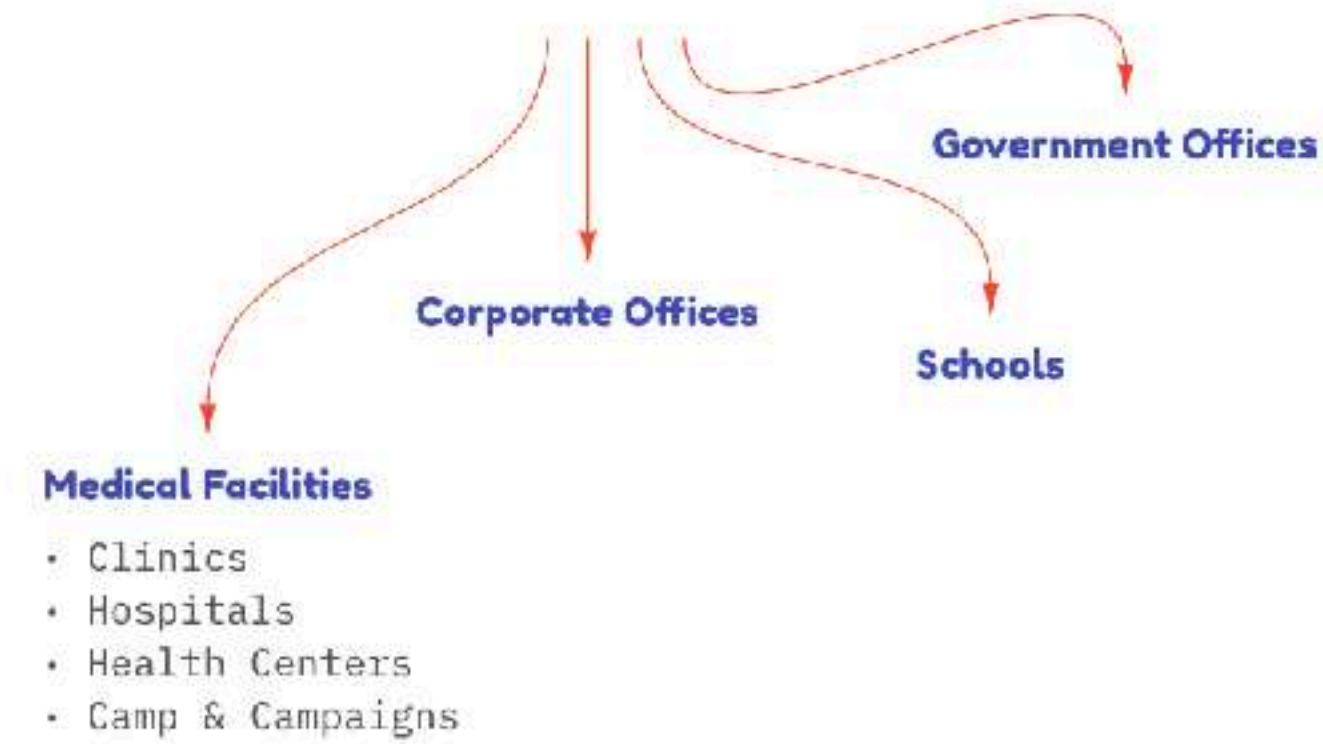 Government Offices
Corporate Offices
Schools
Medical Facilities
· Clinics
· Hospitals
· Health Centers
· Camp & Campaigns